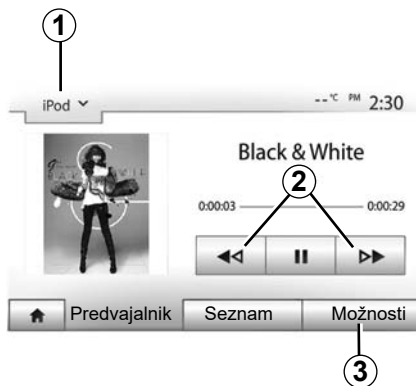 1
iPod
--°C PM 2:30
Black & White
2
0:00:03 0:00:29
Predvajalnik Seznam Možnosti
3